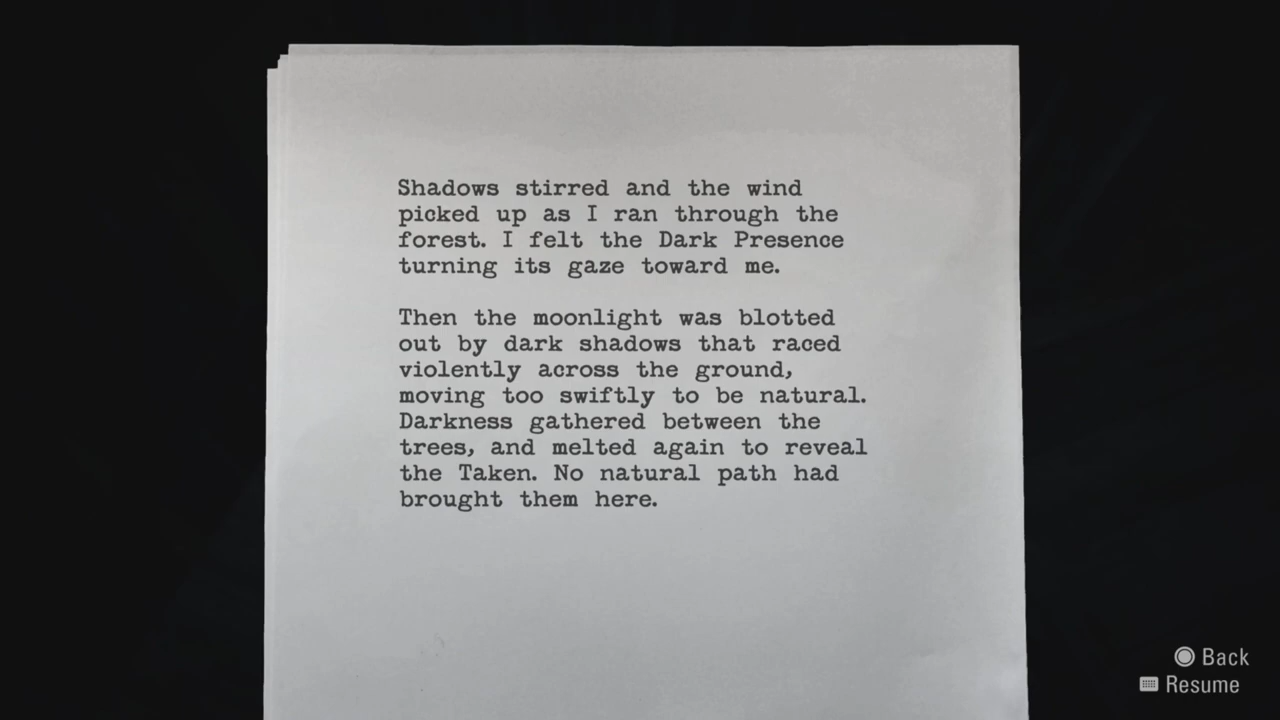 Shadows stirred and the wind
picked up as I ran through the
forest. I felt the Dark Presence
turning its gaze toward me.
Then the moonlight was blotted
out by dark shadows that raced
violently across the ground,
moving too swiftly to be natural.
Darkness gathered between the
trees, and melted again to reveal
the Taken. No natural path had
brought them here.
Back
Resume